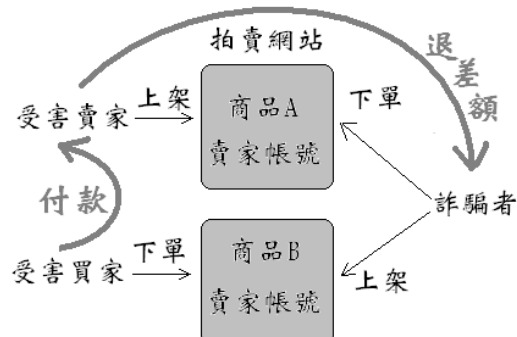 拍賣網站
退差額
受害賣家
上架
商品A
賣家帳號
下單
付款
詐騙者
受害買家
下單
商品B
賣家帳號
上架